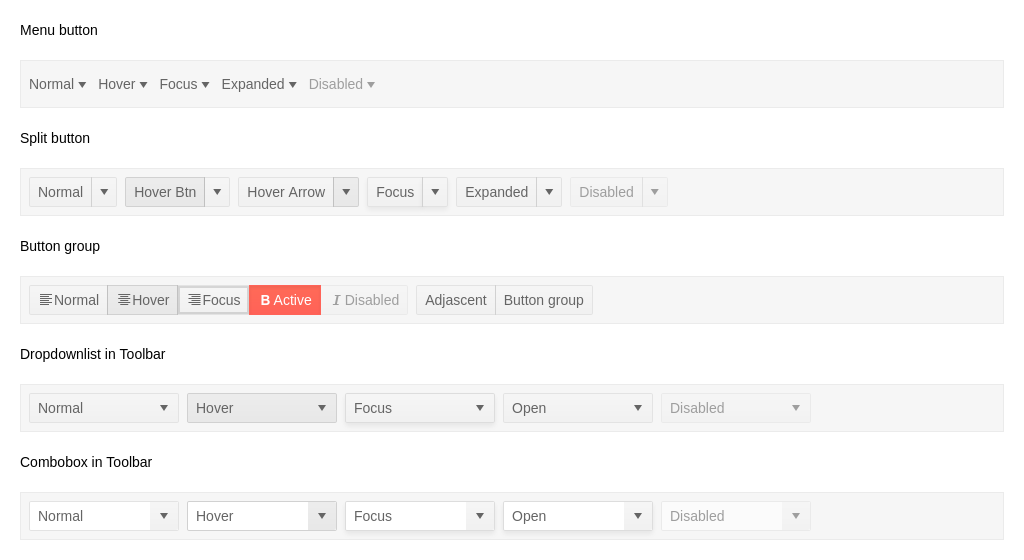 Menu button
Normal Hover Focus Expanded Disabled
Split button
Normal Hover Btn Hover Arrow Focus Expanded Disabled
Button group
Normal Hover Focus B Active I Disabled Adjascent Button group
Dropdownlist in Toolbar
Normal Hover Focus Open Disabled
Combobox in Toolbar
Normal Hover Focus Open Disabled